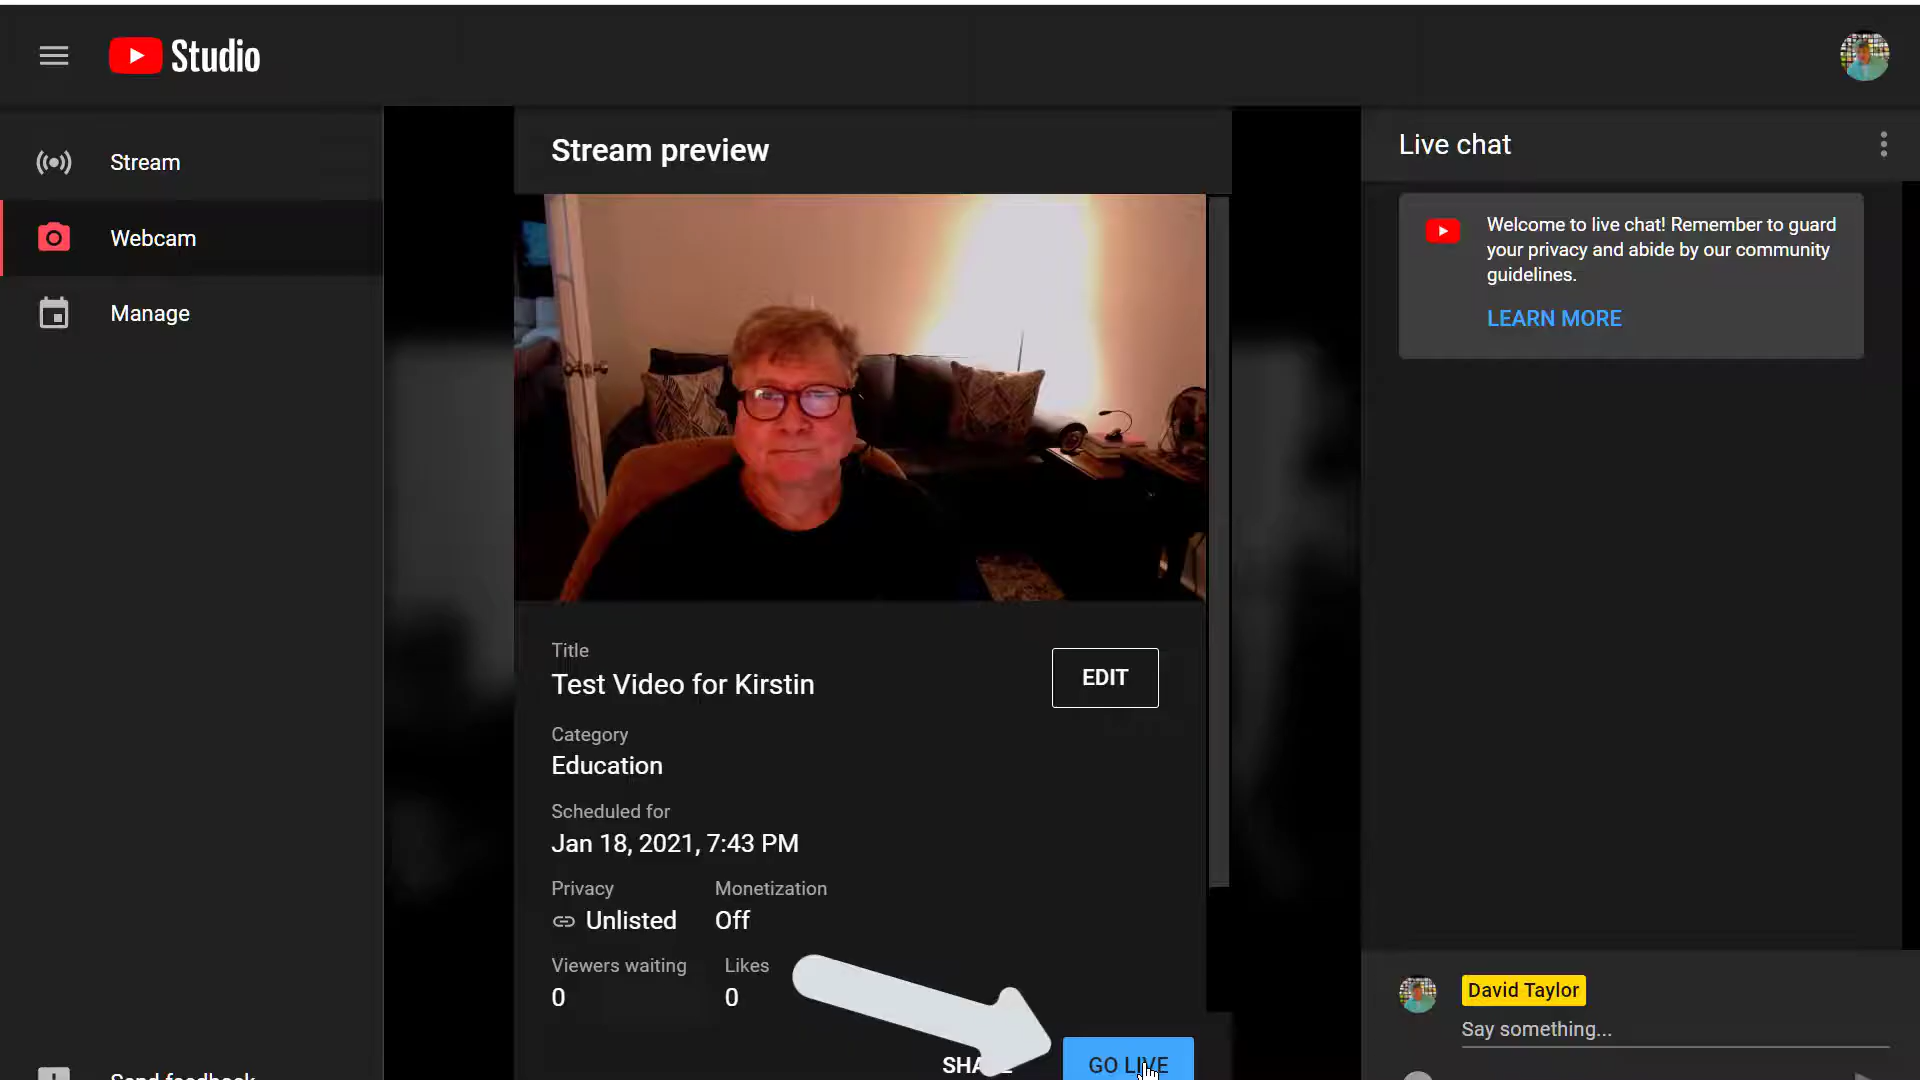 Studio
Stream
Webcam
Manage
Stream preview
Title
Test Video for Kirstin
EDIT
Category
Education
Scheduled for
Jan 18, 2021, 7:43 PM
Privacy
Monetization
Unlisted
Off
Viewers waiting
Likes
0
0
GO LIVE
Live chat
Welcome to live chat! Remember to guard
your privacy and abide by our community
guidelines.
LEARN MORE
David Taylor
Say something...
Send feedback